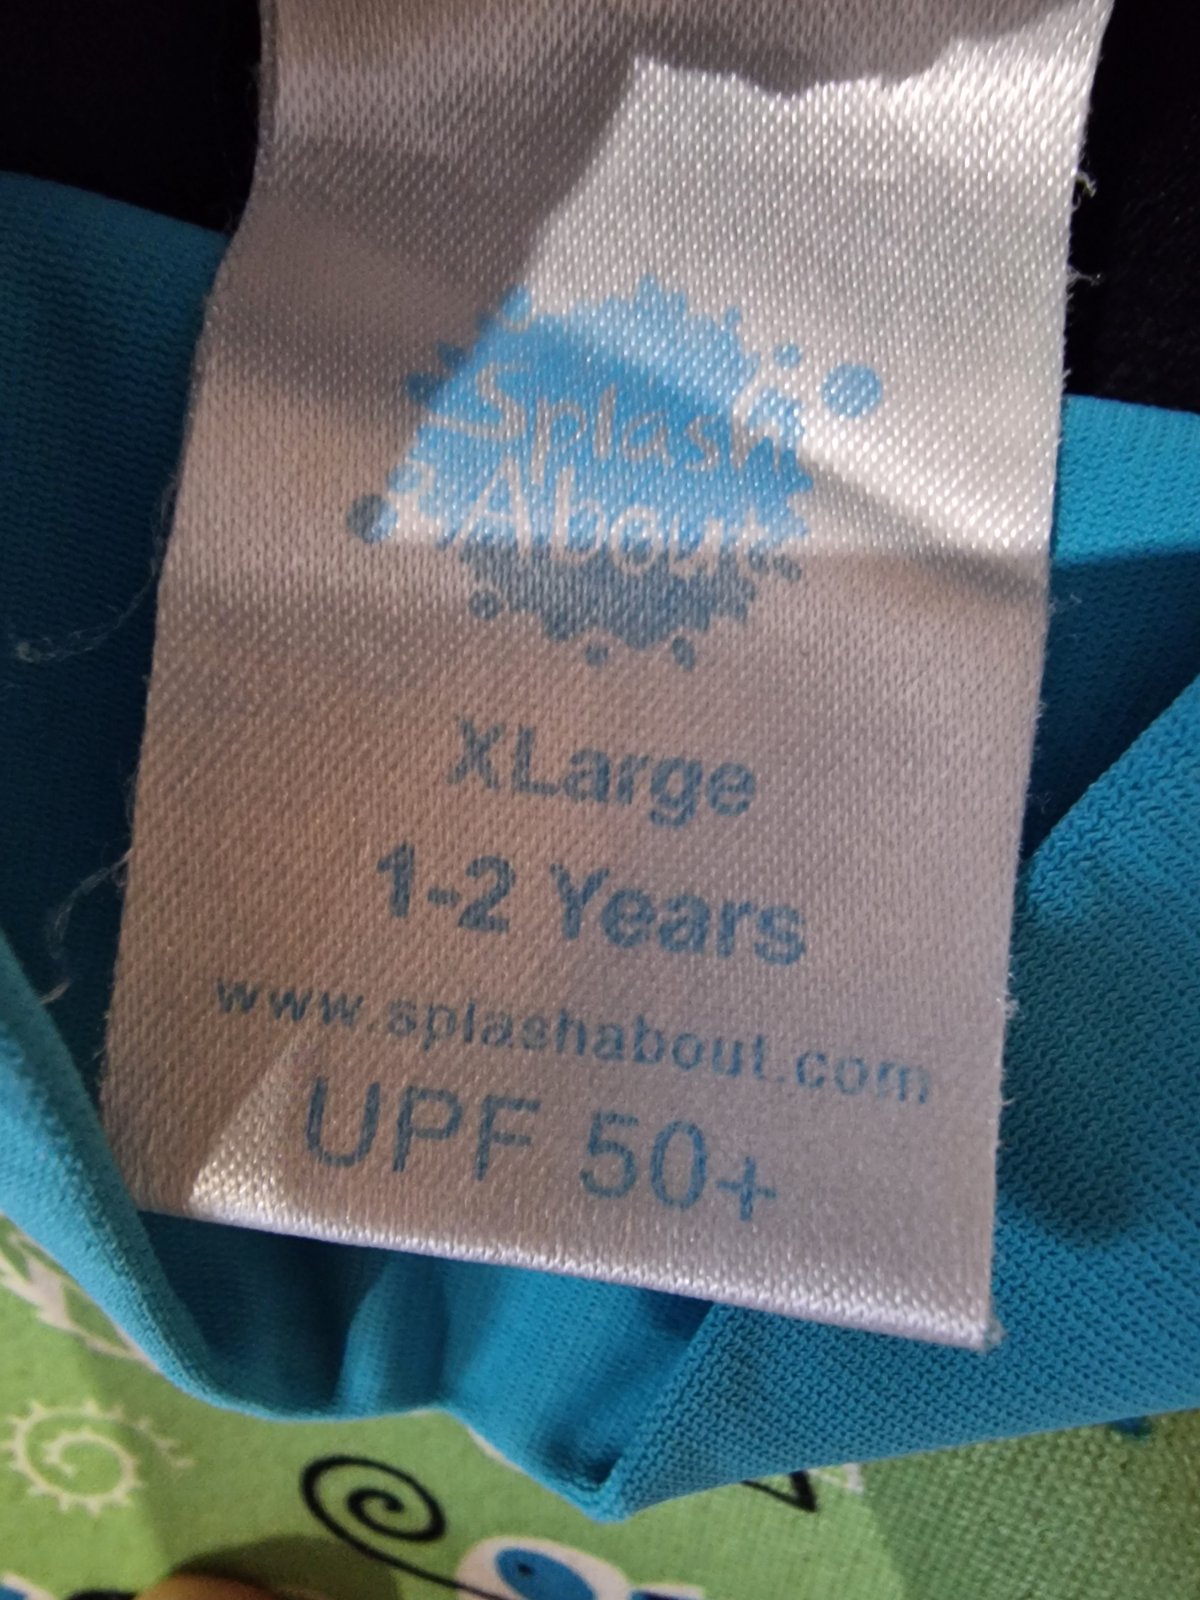 Splash
About
XLarge
1-2 Years
www.splashabout.com
UPF 50+